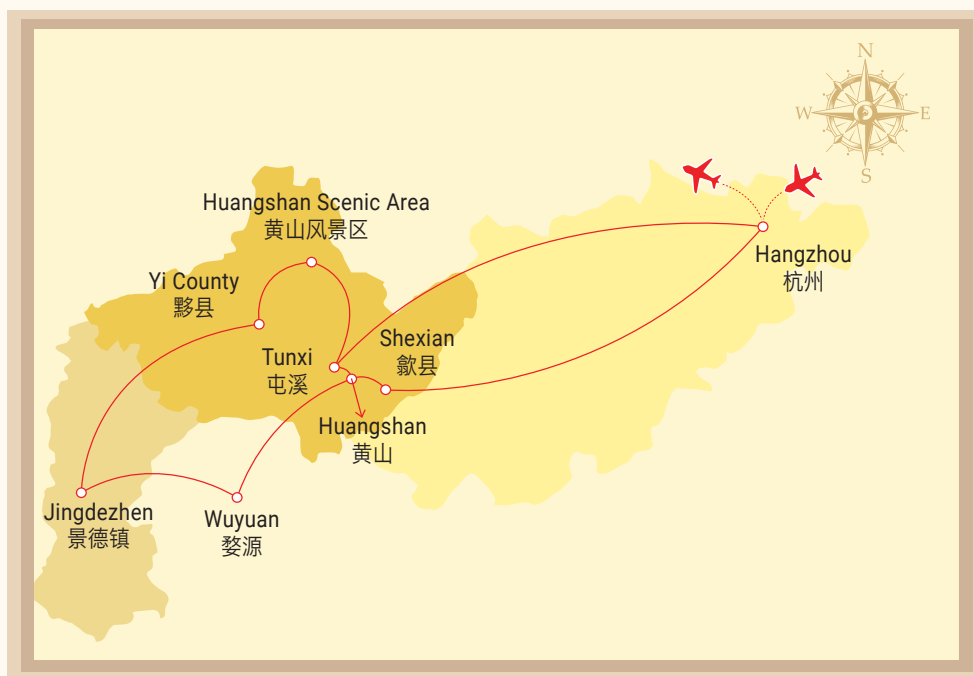 N
W
E
S
Huangshan Scenic Area
黄山风景区
Hangzhou
杭州
Yi County
黟县
Shexian
歙县
Tunxi
屯溪
Huangshan
黄山
Jingdezhen
景德镇
Wuyuan
婺源